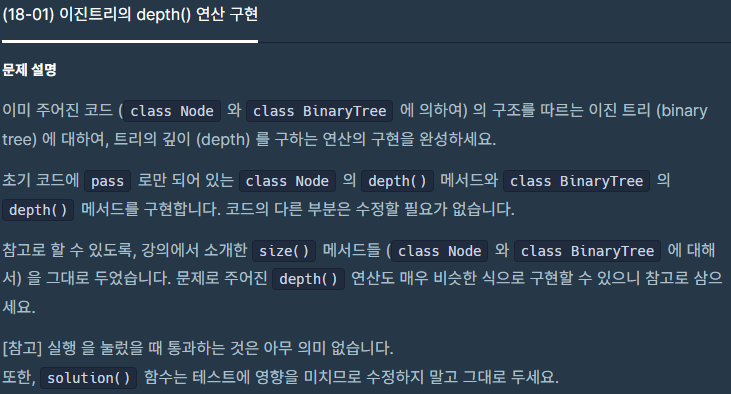 (18-01) 이진트리의 depth() 연산 구현
문제 설명
이미 주어진 코드 ( class Node 와 class BinaryTree 에 의하여) 의 구조를 따르는 이진 트리 (binary
tree) 에 대하여, 트리의 깊이 (depth) 를 구하는 연산의 구현을 완성하세요.
초기 코드에 pass 로만 되어 있는 class Node 의 depth() 메서드와 class BinaryTree 의
depth() 메서드를 구현합니다. 코드의 다른 부분은 수정할 필요가 없습니다.
참고로 할 수 있도록, 강의에서 소개한 size() 메서드들 ( class Node 와 class BinaryTree 에 대해
서) 을 그대로 두었습니다. 문제로 주어진 depth() 연산도 매우 비슷한 식으로 구현할 수 있으니 참고로 삼으
세요.
[참고] 실행 을 눌렀을 때 통과하는 것은 아무 의미 없습니다.
또한, solution() 함수는 테스트에 영향을 미치므로 수정하지 말고 그대로 두세요.